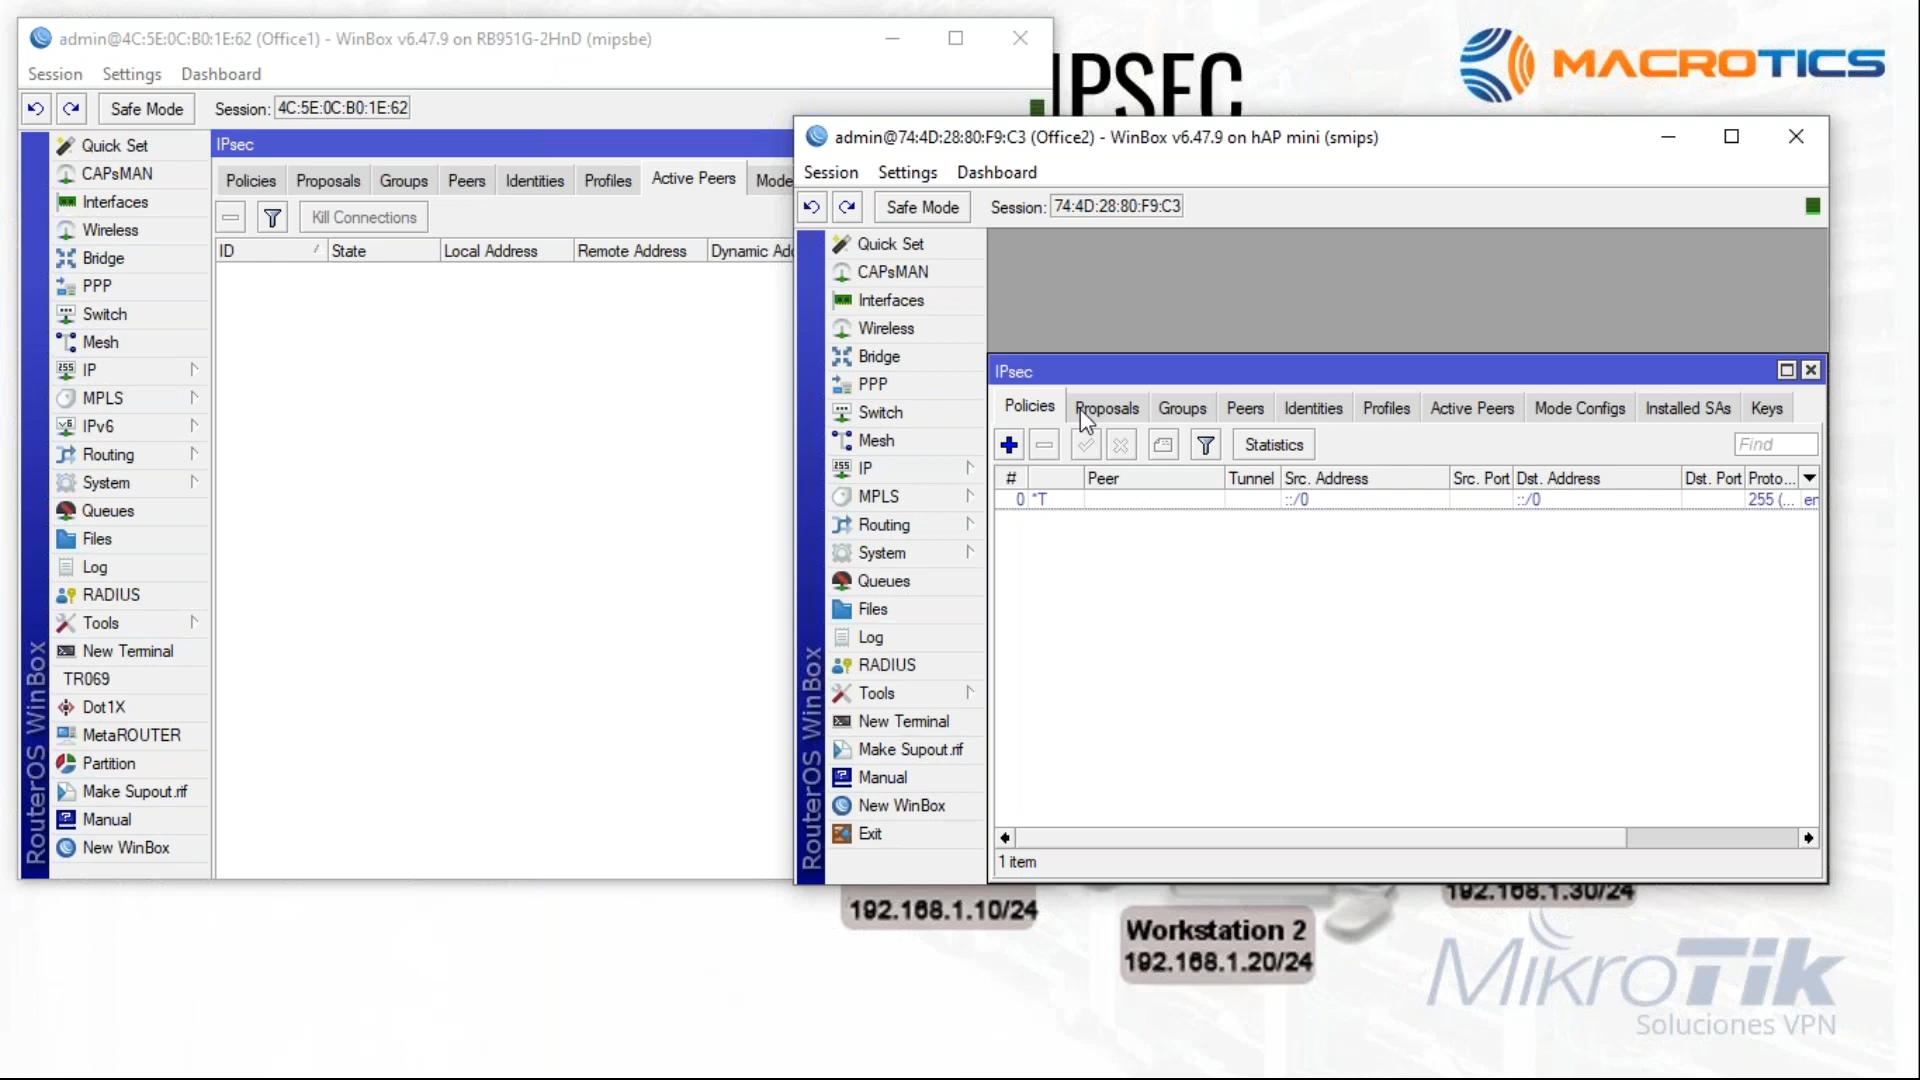 IPSEC
MACROTICS
admin@4C:5E:0C:B0:1E:62 (Office1) - WinBox v6.47.9 on RB951G-2HnD (mipsbe)
Session Settings Dashboard
Safe Mode Session: 4C:5E:0C:B0:1E:62
Quick Set
CAPsMAN
Interfaces
Wireless
Bridge
PPP
Switch
Mesh
IP
MPLS
IPv6
Routing
System
Queues
Files
Log
RADIUS
Tools
New Terminal
TR069
Dot1X
MetaROUTER
Partition
Make Supout.rif
Manual
New WinBox
RouterOS WinBox
IPsec
Policies Proposals Groups Peers Identities Profiles Active Peers Mode
Kill Connections
ID State Local Address Remote Address Dynamic Add
admin@74:4D:28:80:F9:C3 (Office2) - WinBox v6.47.9 on hAP mini (smips)
Session Settings Dashboard
Safe Mode Session: 74:4D:28:80:F9:C3
Quick Set
CAPsMAN
Interfaces
Wireless
Bridge
PPP
Switch
Mesh
IP
MPLS
Routing
System
Queues
Files
Log
RADIUS
Tools
New Terminal
Make Supout.rif
Manual
New WinBox
Exit
RouterOS WinBox
IPsec
Policies Proposals Groups Peers Identities Profiles Active Peers Mode Configs Installed SAs Keys
Statistics Find
# Peer Tunnel Src. Address Src. Port Dst. Address Dst. Port Proto...
0 *T ::/0 ::/0 255 (... en
1 item
192.168.1.10/24
Workstation 2
192.168.1.20/24
192.168.1.30/24
MikroTik
Soluciones VPN